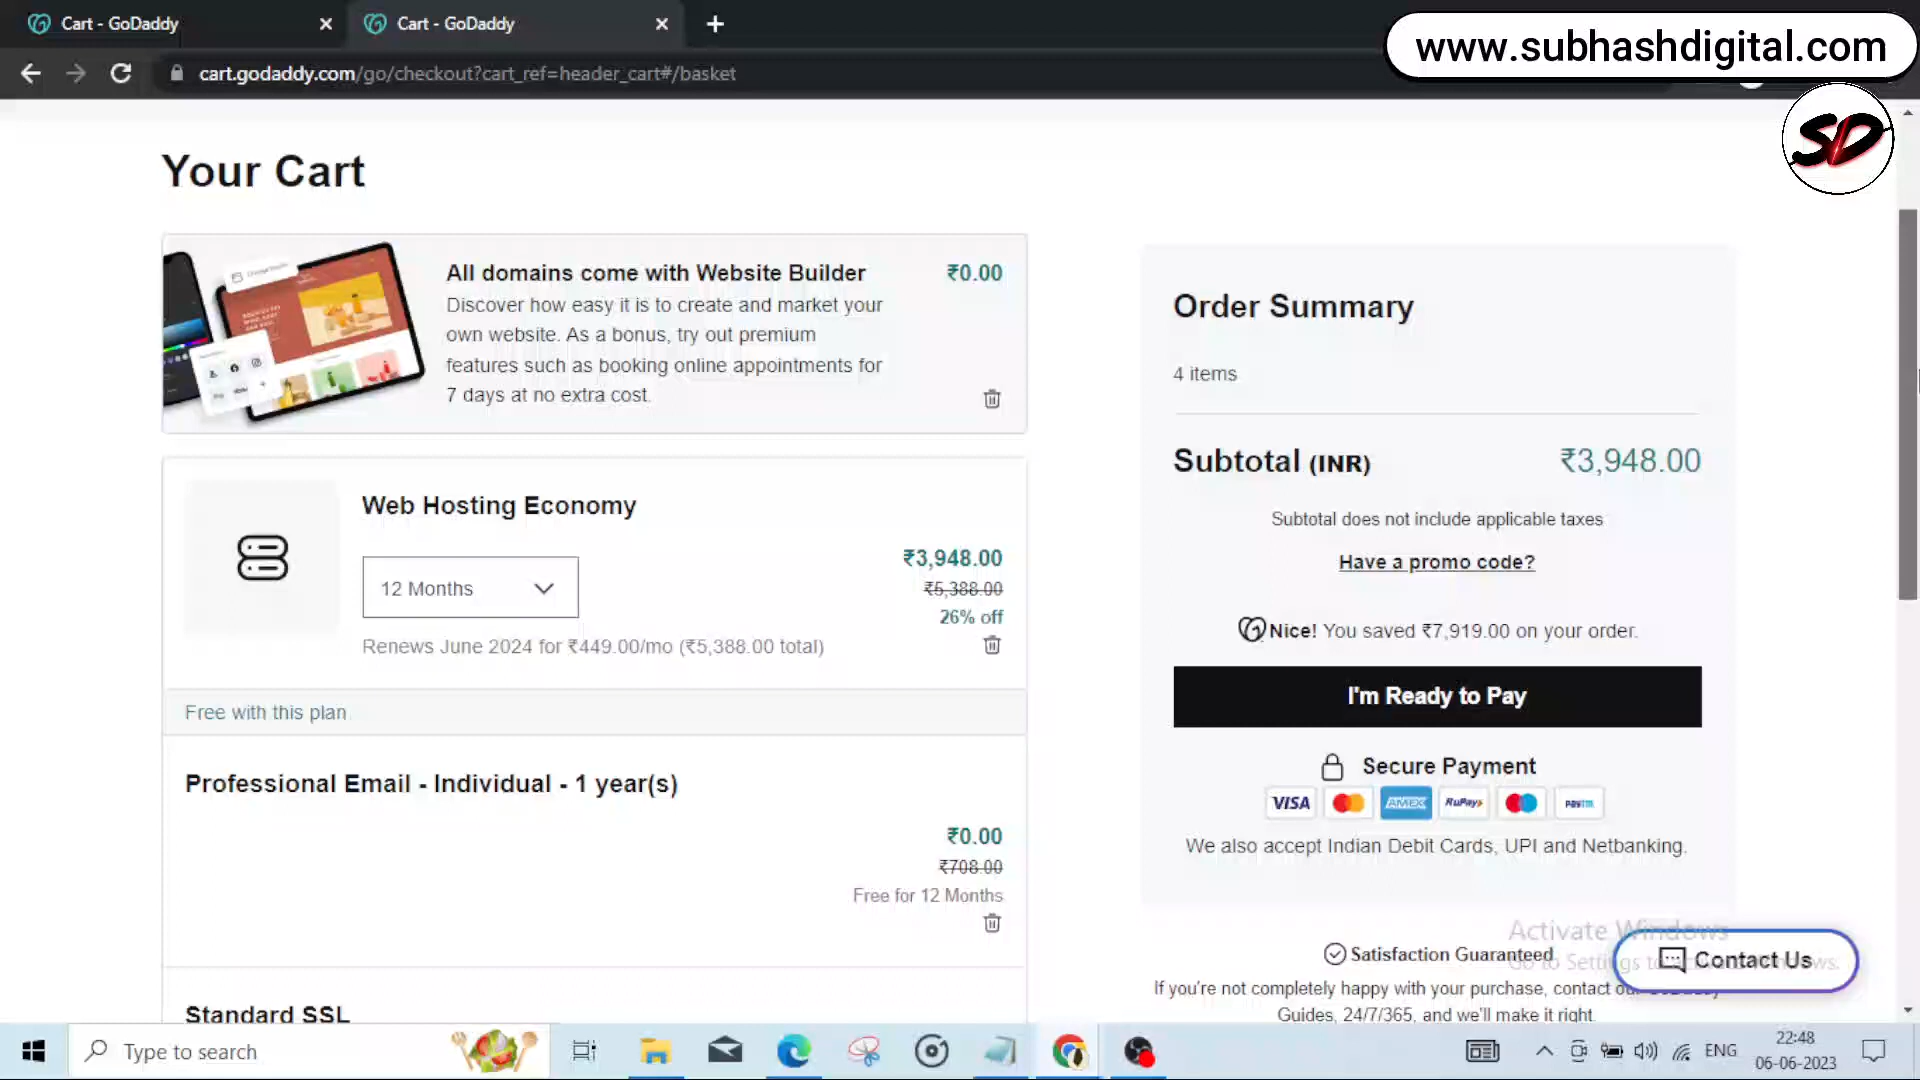 Cart - GoDaddy
Cart - GoDaddy
www.subhashdigital.com
cart.godaddy.com/go/checkout?cart_ref=header_cart#/basket
SD
Your Cart
All domains come with Website Builder
₹0.00
Discover how easy it is to create and market your
own website. As a bonus, try out premium
features such as booking online appointments for
7 days at no extra cost.
Web Hosting Economy
12 Months
₹3,948.00
₹5,388.00
26% off
Renews June 2024 for ₹449.00/mo (₹5,388.00 total)
Free with this plan
Professional Email - Individual - 1 year(s)
₹0.00
₹708.00
Free for 12 Months
Standard SSL
Order Summary
4 items
Subtotal (INR)
₹3,948.00
Subtotal does not include applicable taxes
Have a promo code?
Nice! You saved ₹7,919.00 on your order.
I'm Ready to Pay
Secure Payment
VISA
AMEX
RuPay
paytm
We also accept Indian Debit Cards, UPI and Netbanking.
Activate Windows
Go to Settings to activate Windows.
Satisfaction Guaranteed
Contact Us
If you're not completely happy with your purchase, contact
Guides, 24/7/365, and we'll make it right.
Type to search
ENG
22:48
06-06-2023